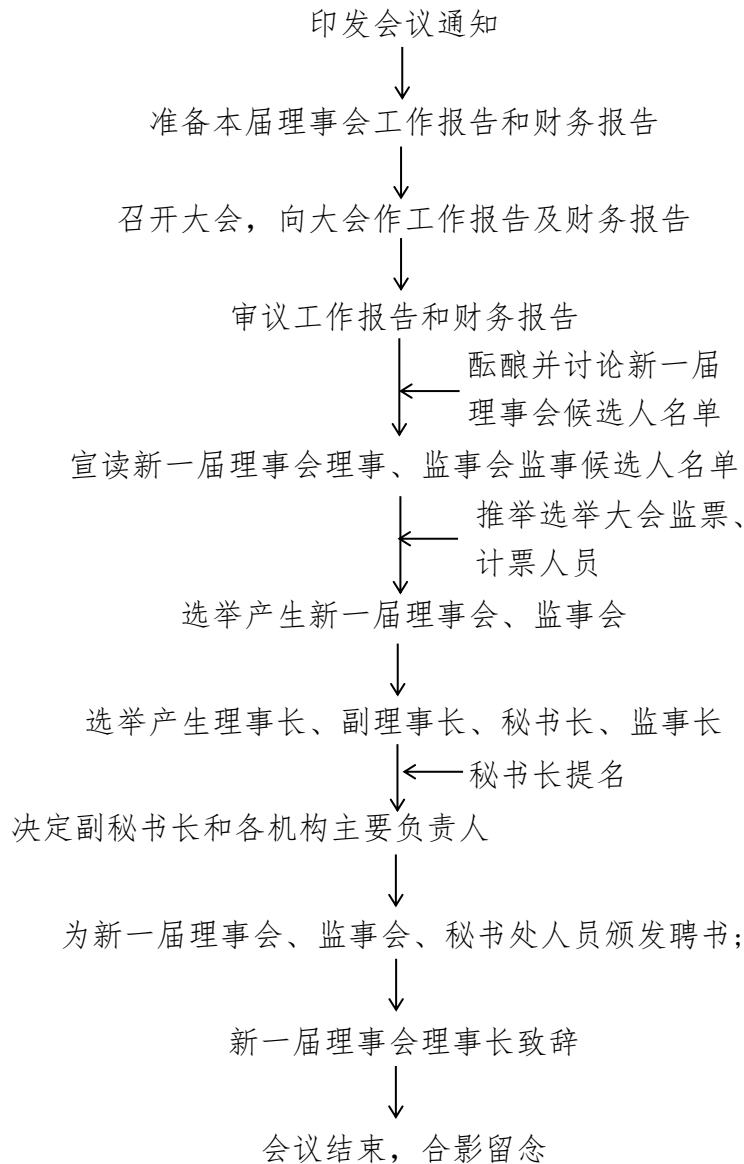 印发会议通知
准备本届理事会工作报告和财务报告
召开大会，向大会作工作报告及财务报告
审议工作报告和财务报告
酝酿并讨论新一届
理事会候选人名单
宣读新一届理事会理事、监事会监事候选人名单
推举选举大会监票、
计票人员
选举产生新一届理事会、监事会
选举产生理事长、副理事长、秘书长、监事长
秘书长提名
决定副秘书长和各机构主要负责人
为新一届理事会、监事会、秘书处人员颁发聘书；
新一届理事会理事长致辞
会议结束，合影留念